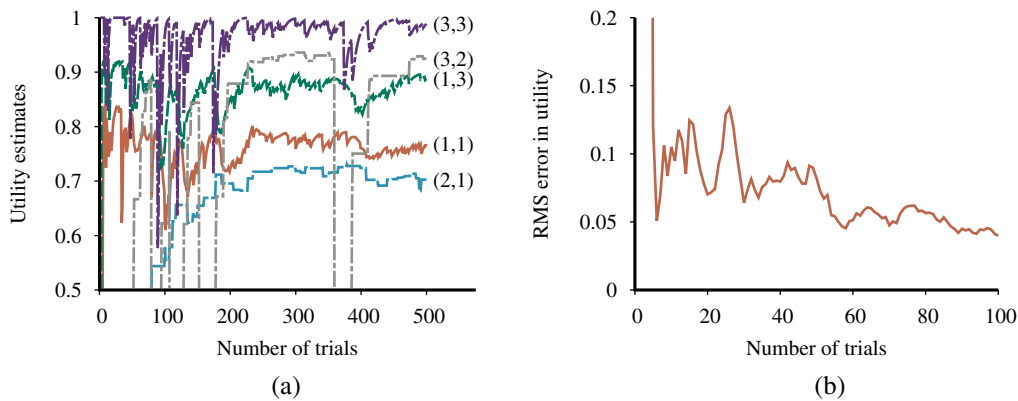 1
0.9
0.8
0.7
0.6
0.5
Utility estimates
0 100 200 300 400 500
Number of trials
(3,3)
(3,2)
(1,3)
(1,1)
(2,1)
(a)
0.2
0.15
0.1
0.05
0
RMS error in utility
0 20 40 60 80 100
Number of trials
(b)